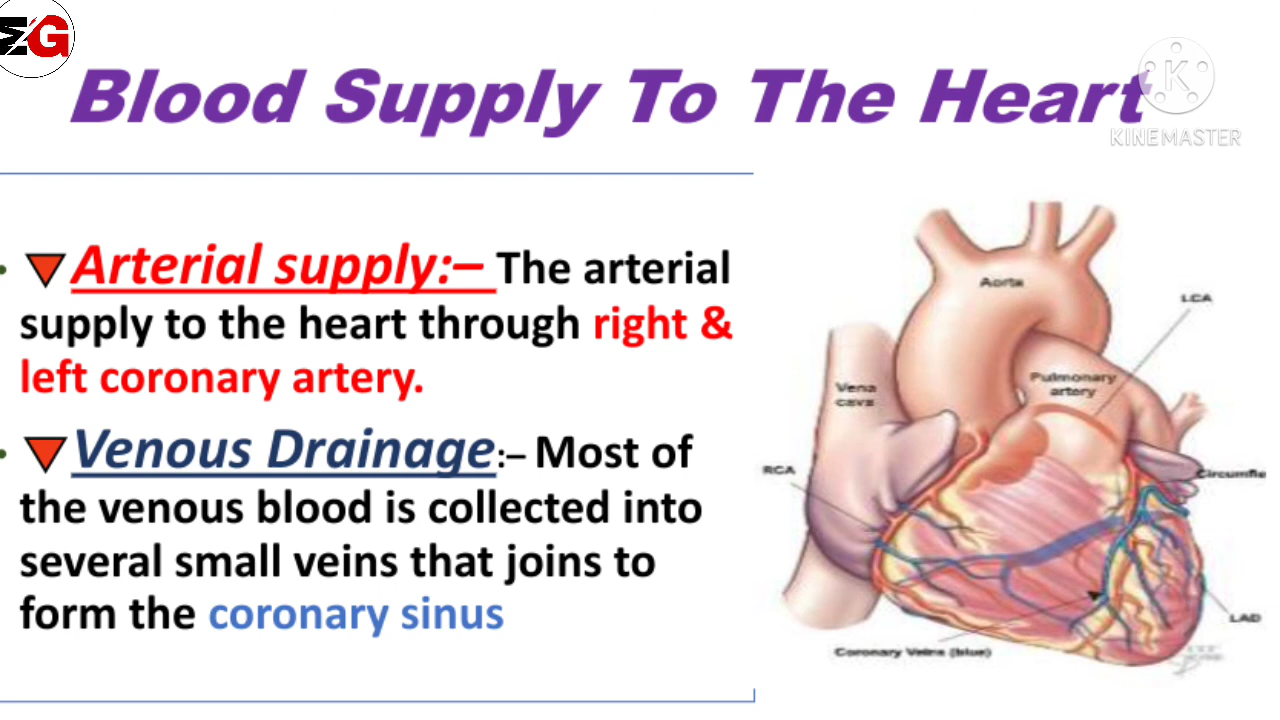 EG
Blood Supply To The Heart
K
KINEMASTER
• Arterial supply:– The arterial
supply to the heart through right &
left coronary artery.
• Venous Drainage:– Most of
the venous blood is collected into
several small veins that joins to
form the coronary sinus
Aorta
LCA
Pulmonary
artery
Vena
cava
RCA
Circumfle
LAD
Coronary Veins (blue)